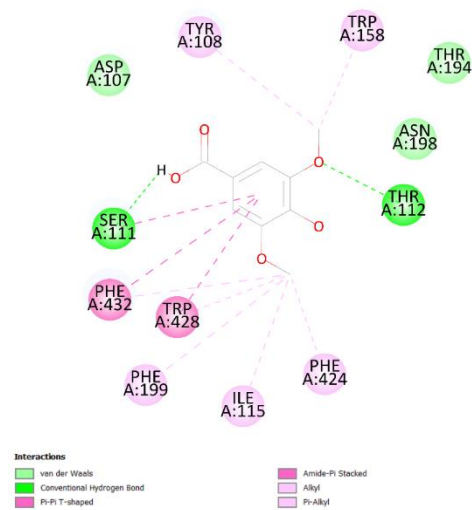 TYR
A:108
TRP
A:158
ASP
A:107
THR
A:194
ASN
A:198
O
H
O
O
THR
A:112
SER
A:111
O
O
PHE
A:432
TRP
A:428
PHE
A:199
ILE
A:115
PHE
A:424
Interactions
van der Waals
Conventional Hydrogen Bond
Pi-Pi T-shaped
Amide-Pi Stacked
Alkyl
Pi-Alkyl